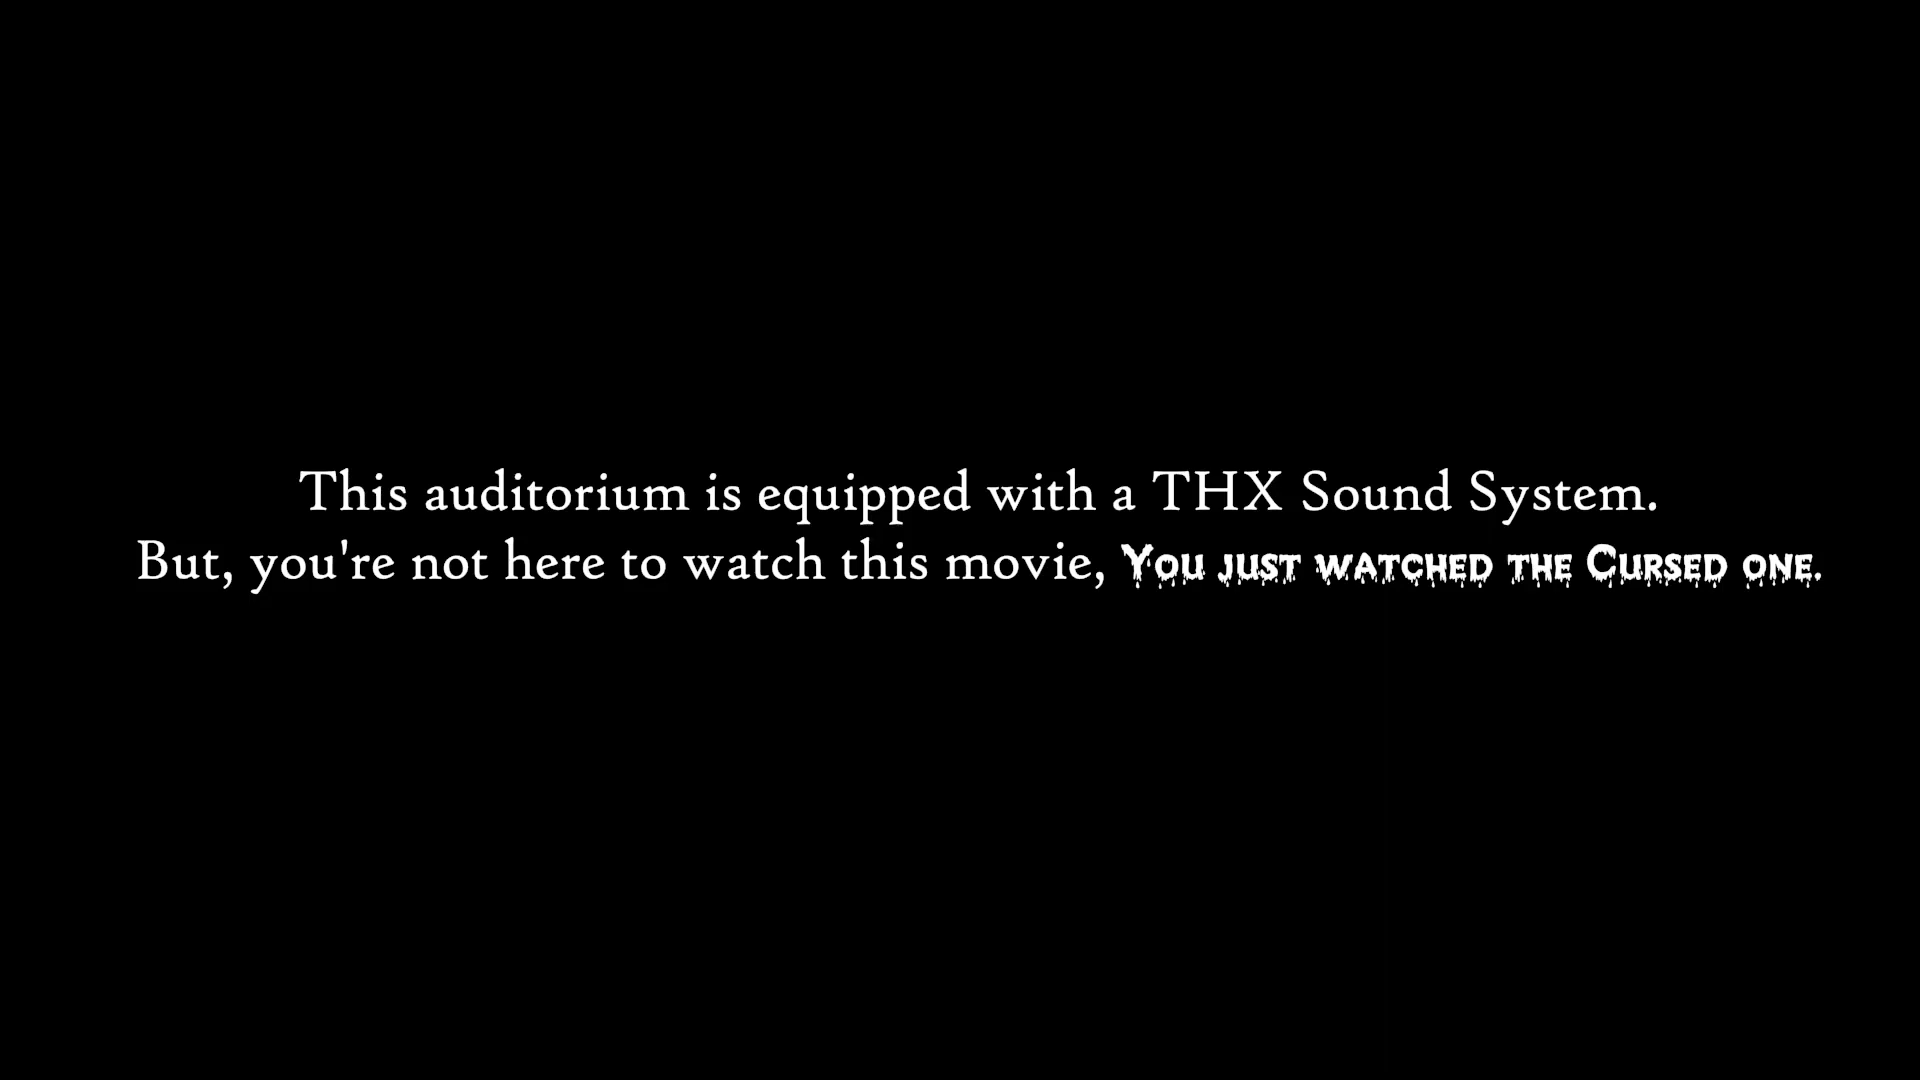 This auditorium is equipped with a THX Sound System.
But, you're not here to watch this movie, You just watched the Cursed one.